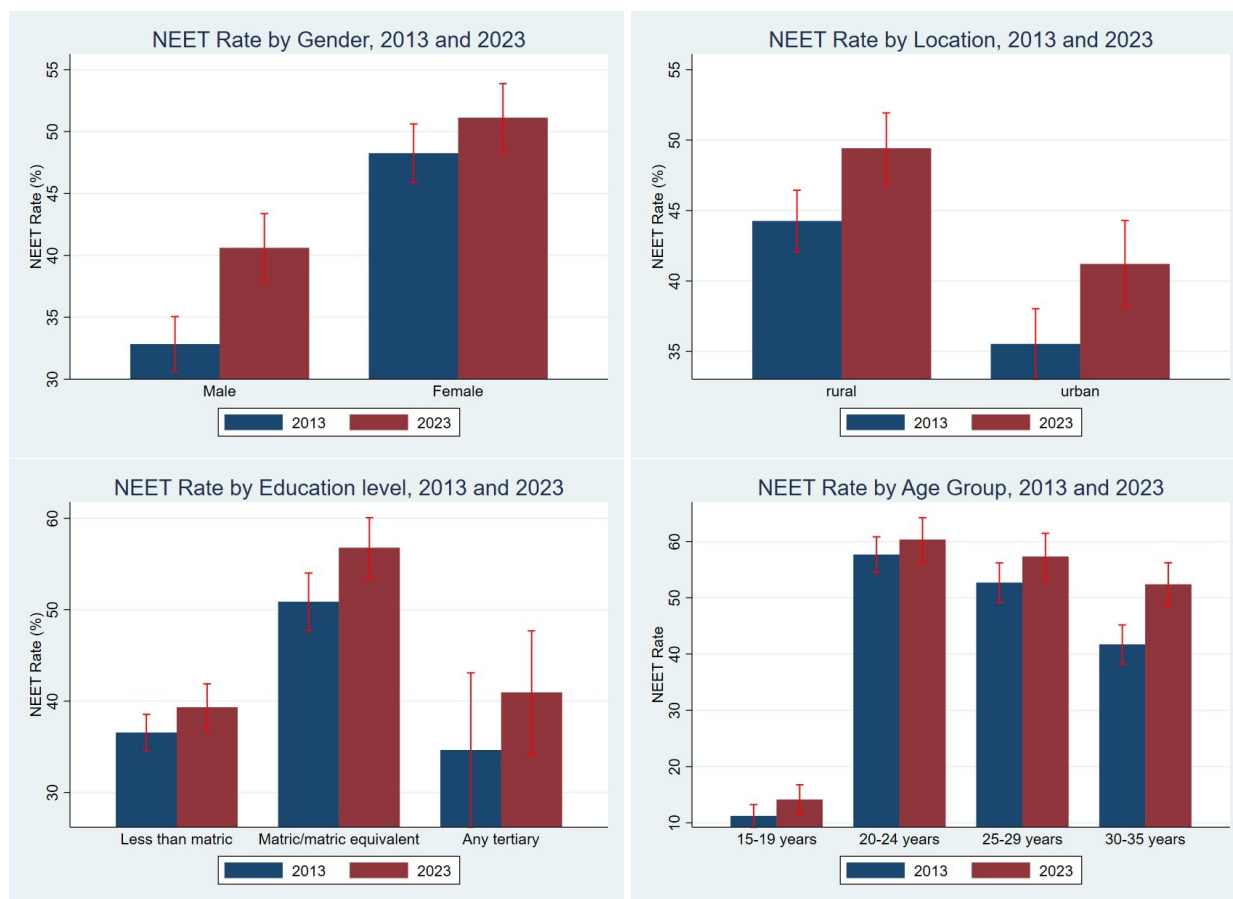 NEET Rate by Gender, 2013 and 2023
NEET Rate (%)
55
50
45
40
35
30
Male Female
2013 2023
NEET Rate by Location, 2013 and 2023
NEET Rate (%)
55
50
45
40
35
rural urban
2013 2023
NEET Rate by Education level, 2013 and 2023
NEET Rate (%)
60
50
40
30
Less than matric Matric/matric equivalent Any tertiary
2013 2023
NEET Rate by Age Group, 2013 and 2023
NEET Rate
60
50
40
30
20
10
15-19 years 20-24 years 25-29 years 30-35 years
2013 2023